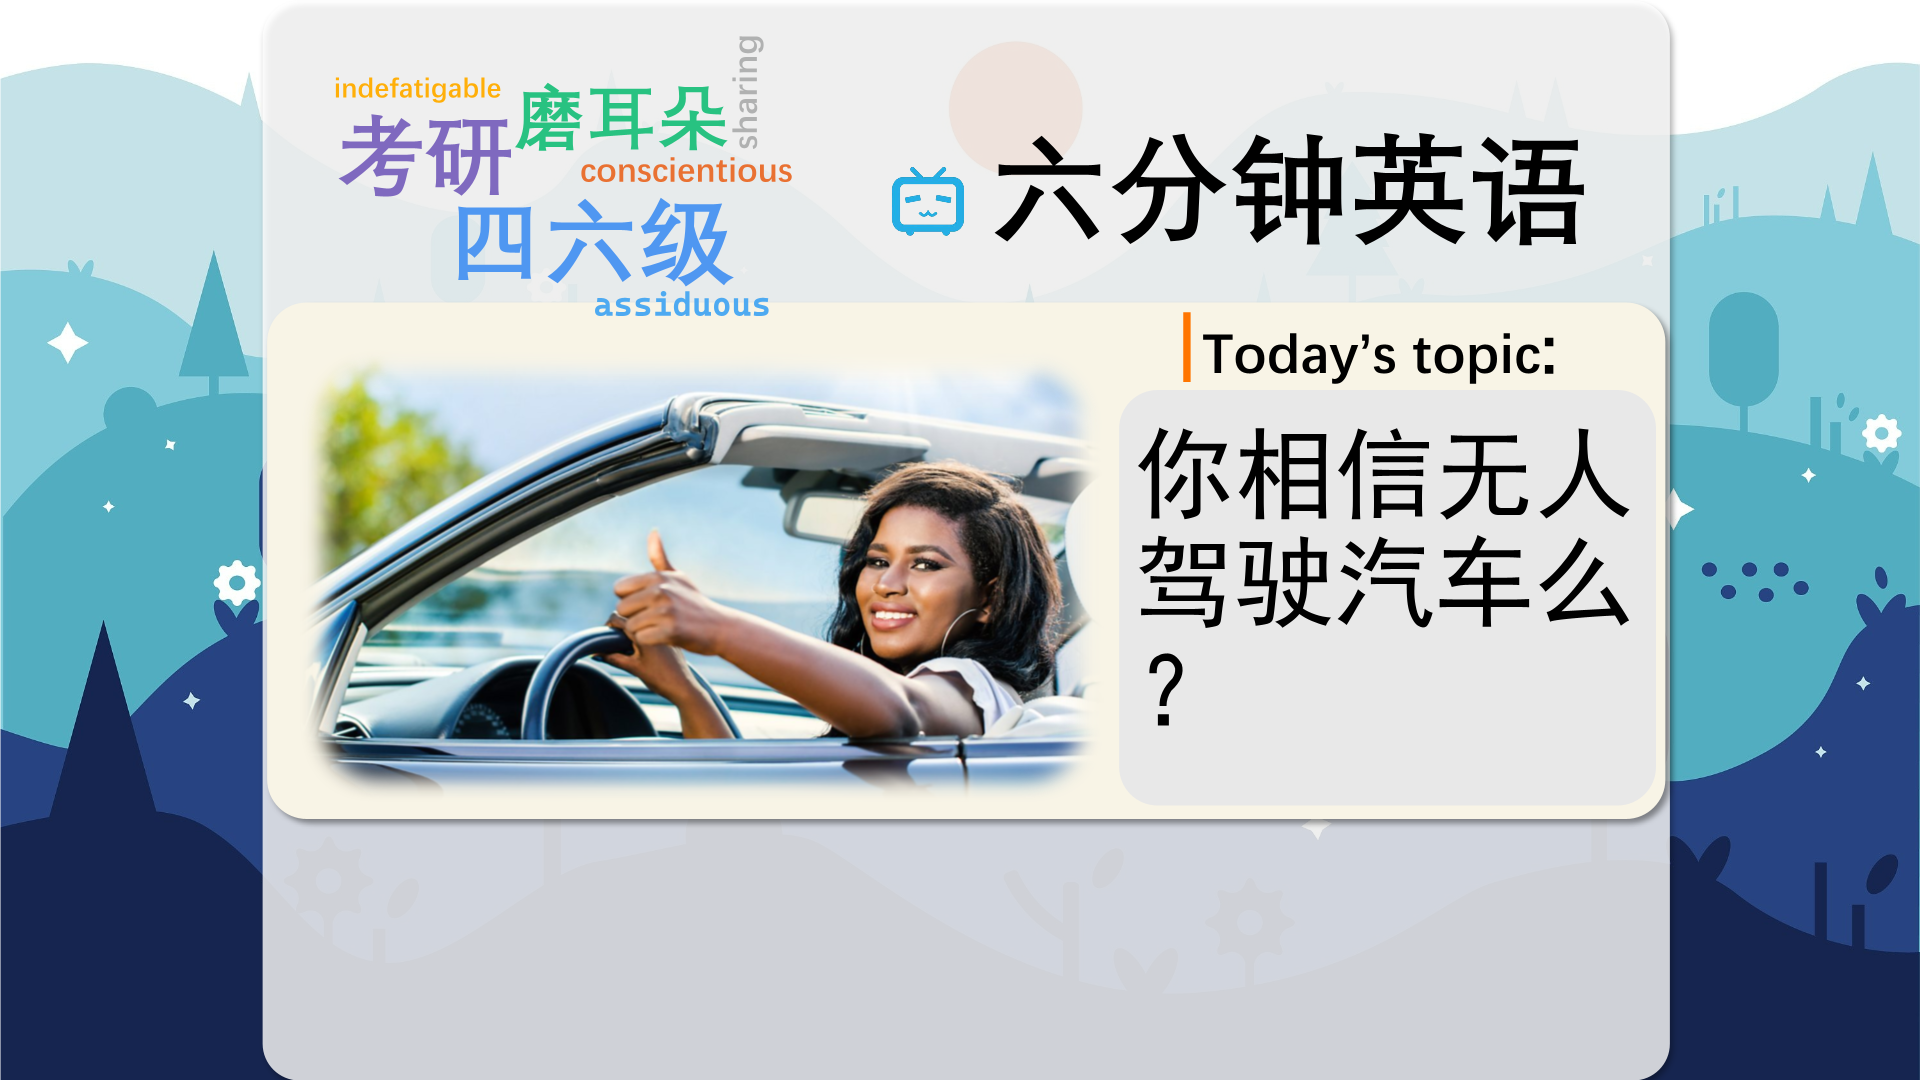 indefatigable
考研
磨耳朵
sharing
conscientious
四六级
assiduous
六分钟英语
Today’s topic:
你相信无人
驾驶汽车么
?